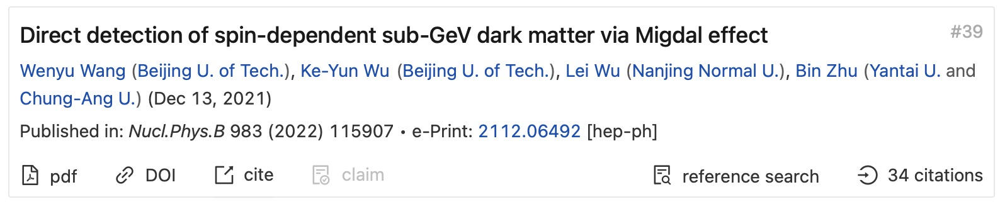 Direct detection of spin-dependent sub-GeV dark matter via Migdal effect #39
Wenyu Wang (Beijing U. of Tech.), Ke-Yun Wu (Beijing U. of Tech.), Lei Wu (Nanjing Normal U.), Bin Zhu (Yantai U. and
Chung-Ang U.) (Dec 13, 2021)
Published in: Nucl.Phys.B 983 (2022) 115907 • e-Print: 2112.06492 [hep-ph]
pdf DOI cite claim reference search 34 citations